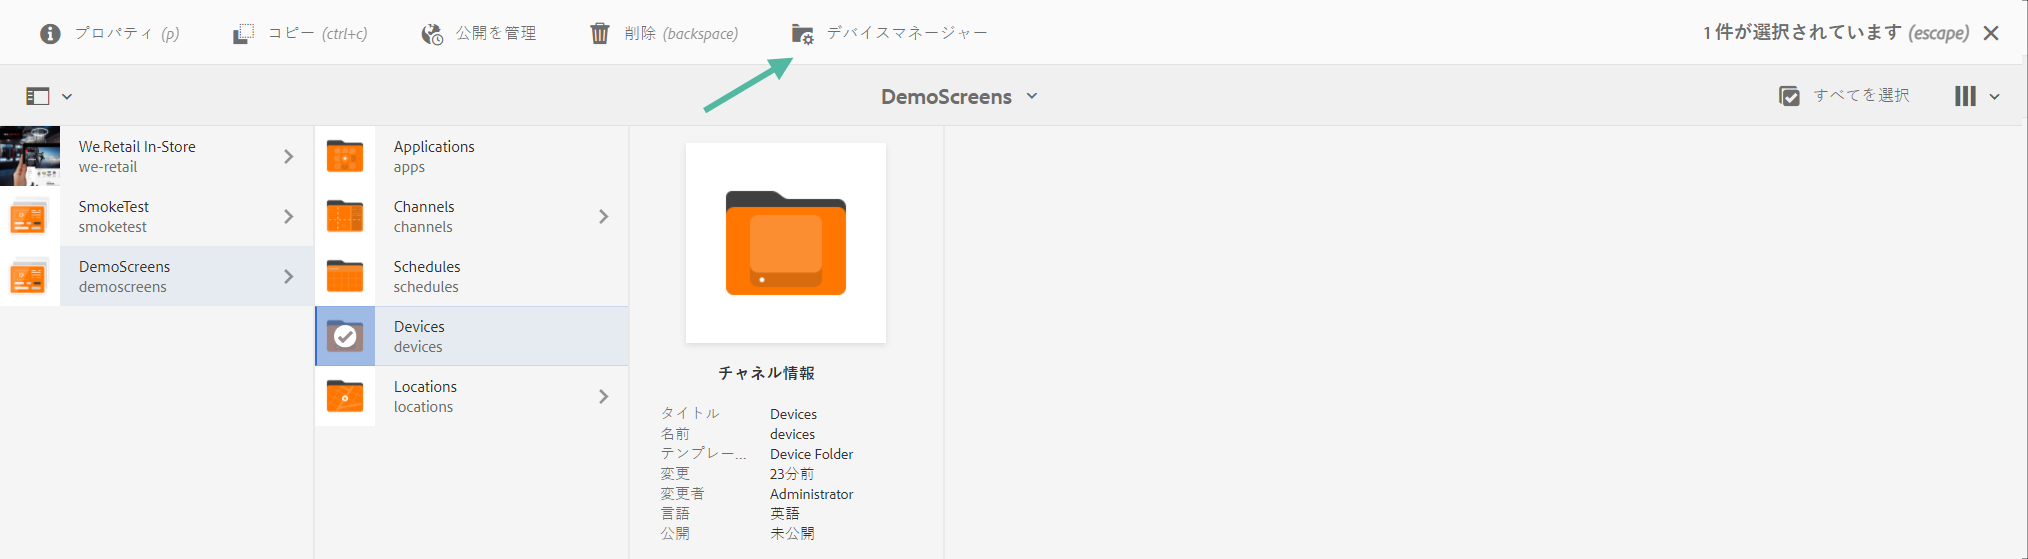 プロパティ (p)
コピー (ctrl+c)
公開を管理
削除 (backspace)
デバイスマネージャー
1 件が選択されています (escape)
DemoScreens
すべてを選択
We.Retail In-Store
we-retail
SmokeTest
smoketest
DemoScreens
demoscreens
Applications
apps
Channels
channels
Schedules
schedules
Devices
devices
Locations
locations
チャネル情報
タイトル Devices
名前 devices
テンプレー... Device Folder
変更 23分前
変更者 Administrator
言語 英語
公開 未公開